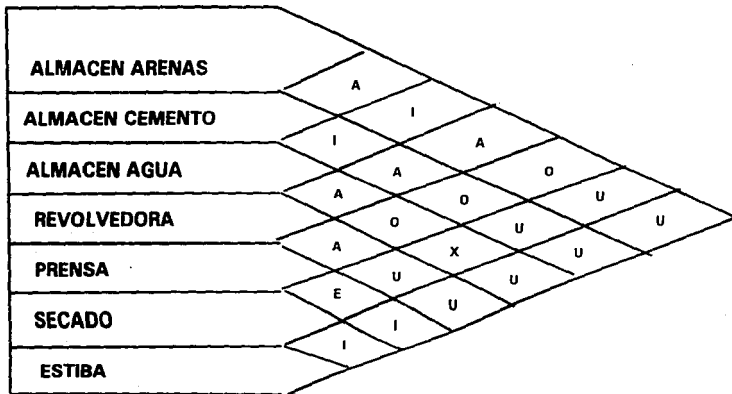 ALMACEN ARENAS
A
I
ALMACEN CEMENTO
I A
ALMACEN AGUA
A O
A O U
REVOLVEDORA
O U U
A X U
PRENSA
U U
E U
SECADO
I
I
ESTIBA